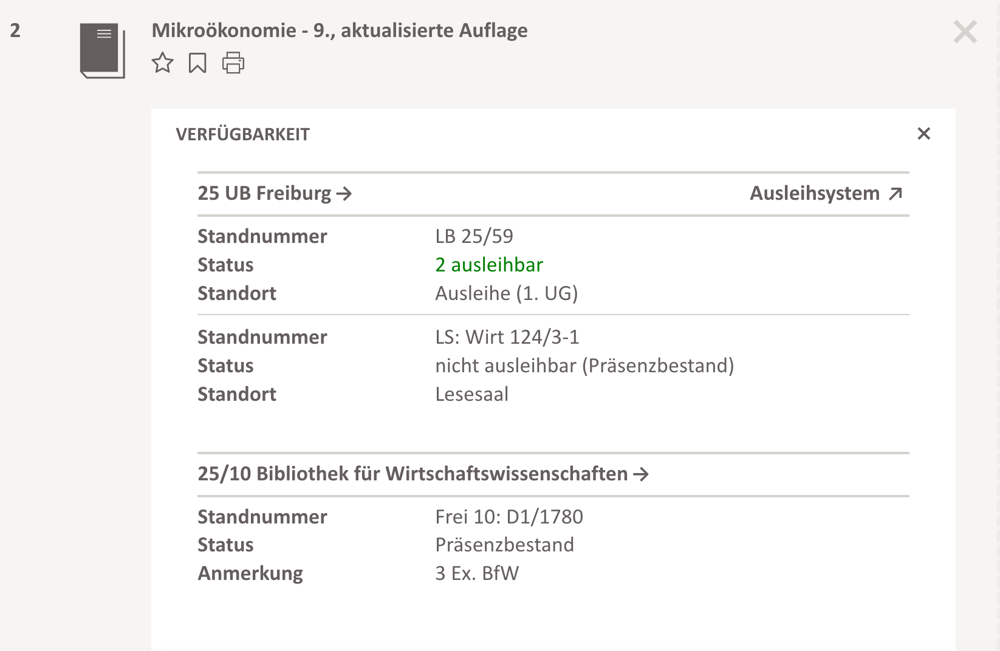 2
Mikroökonomie - 9., aktualisierte Auflage
VERFÜGBARKEIT
25 UB Freiburg → Ausleihsystem ↗
Standnummer LB 25/59
Status 2 ausleihbar
Standort Ausleihe (1. UG)
Standnummer LS: Wirt 124/3-1
Status nicht ausleihbar (Präsenzbestand)
Standort Lesesaal
25/10 Bibliothek für Wirtschaftswissenschaften →
Standnummer Frei 10: D1/1780
Status Präsenzbestand
Anmerkung 3 Ex. BfW